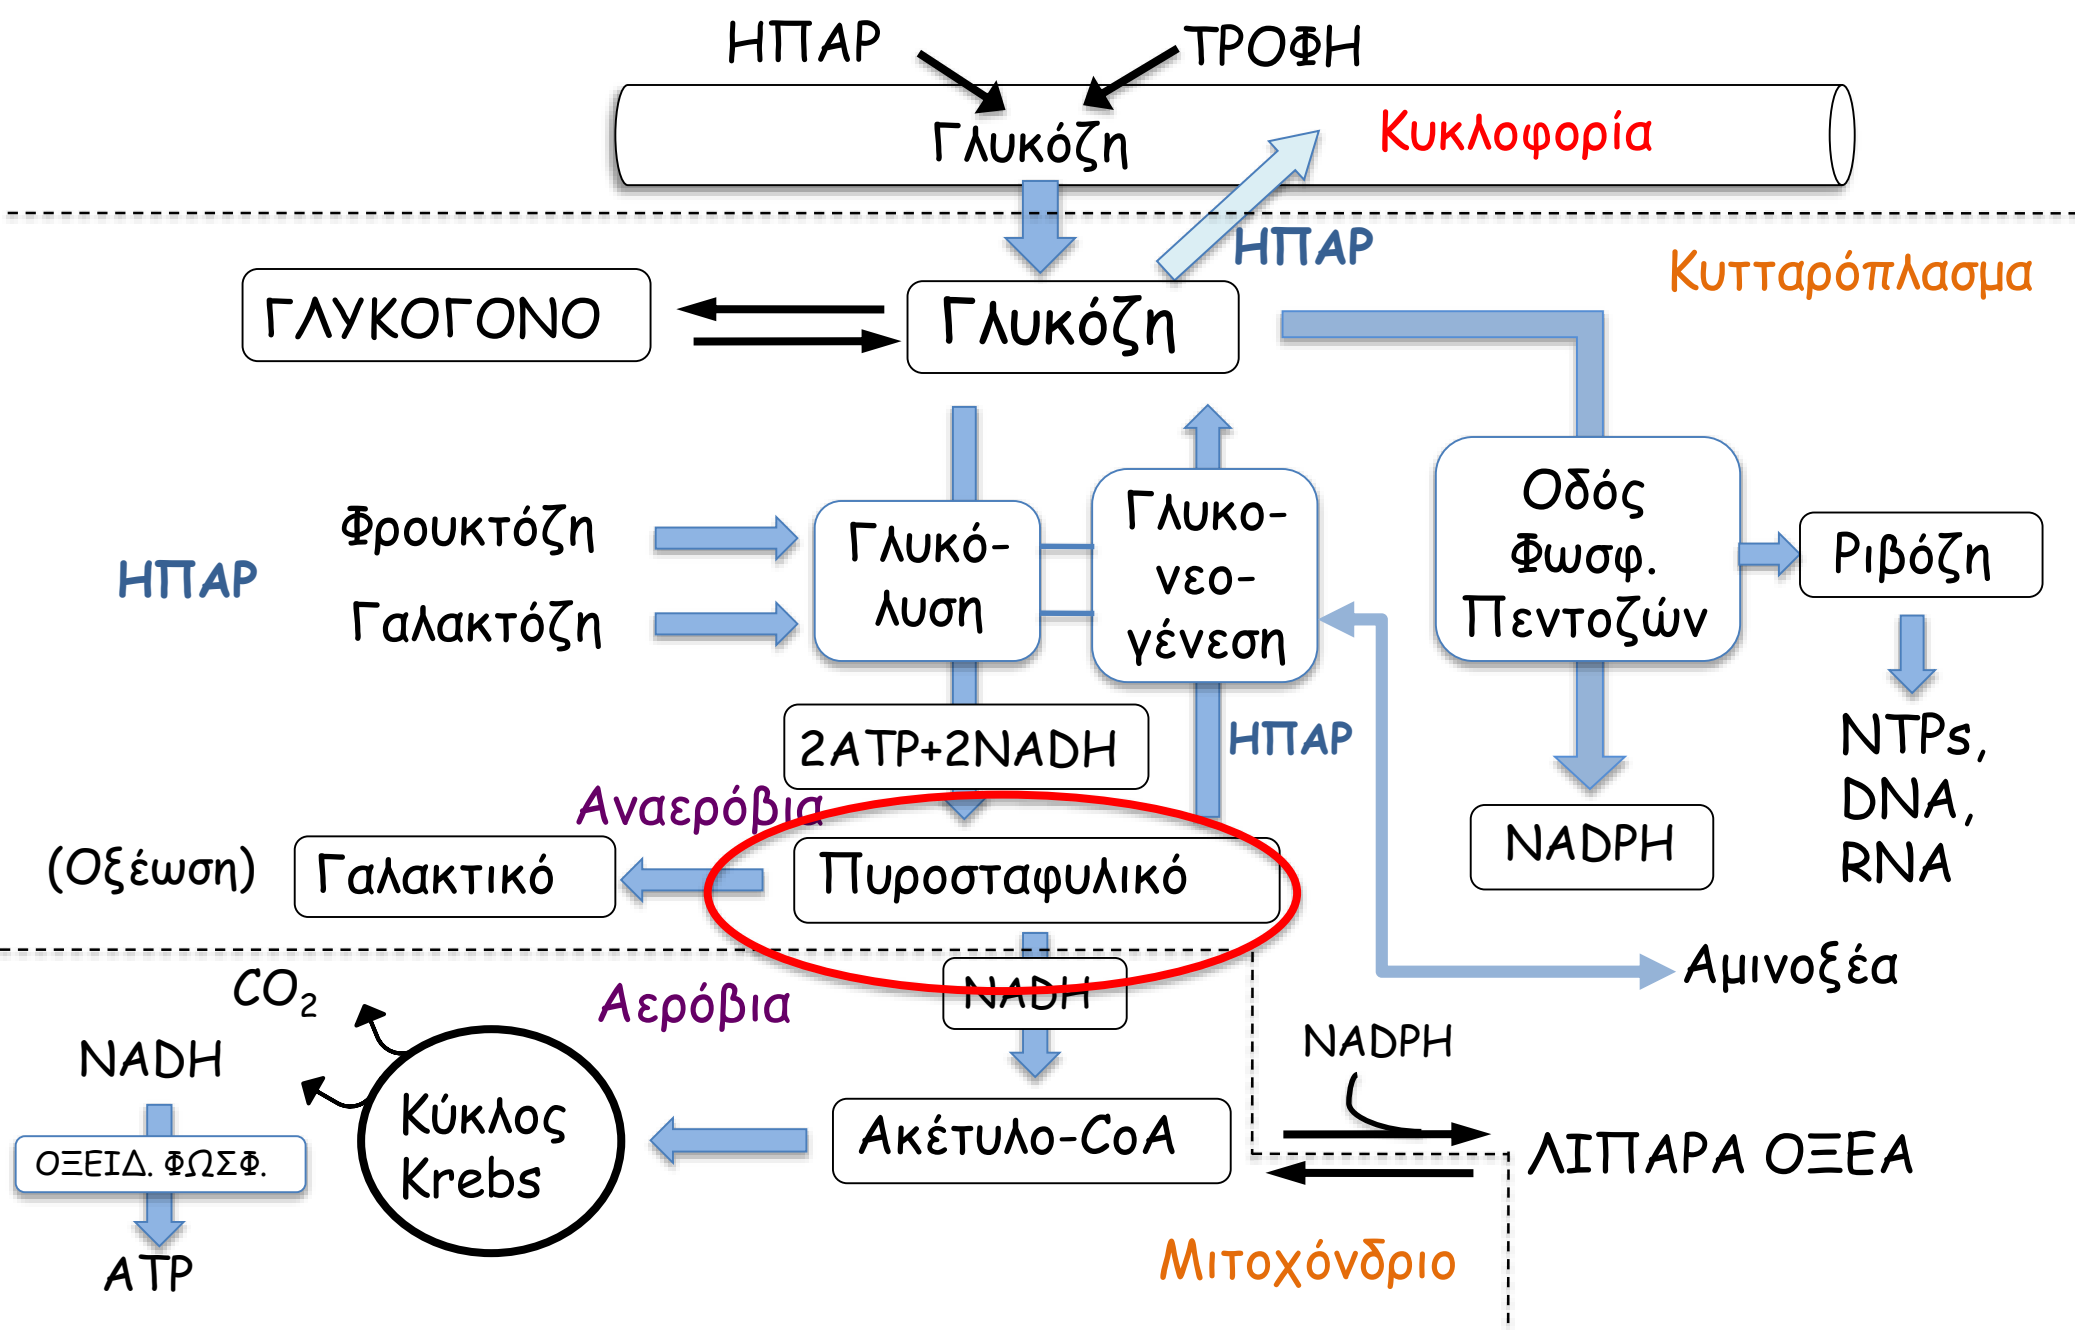 ΗΠΑΡ
ΤΡΟΦΗ
Γλυκόζη
Κυκλοφορία
ΗΠΑΡ
Κυτταρόπλασμα
ΓΛΥΚΟΓΟΝΟ
Γλυκόζη
Οδός
Φωσφ.
Πεντοζών
Ριβόζη
Φρουκτόζη
Γαλακτόζη
ΗΠΑΡ
Γλυκό-
λυση
Γλυκο-
νεο-
γένεση
2ATP+2NADH
ΗΠΑΡ
NTPs,
DNA,
RNA
NADPH
Αναερόβια
(Οξέωση)
Γαλακτικό
Πυροσταφυλικό
Αμινοξέα
CO2
Αερόβια
NADH
NADH
NADPH
Κύκλος
Krebs
Ακέτυλο-CoA
ΛΙΠΑΡΑ ΟΞΕΑ
ΟΞΕΙΔ. ΦΩΣΦ.
ATP
Μιτοχόνδριο